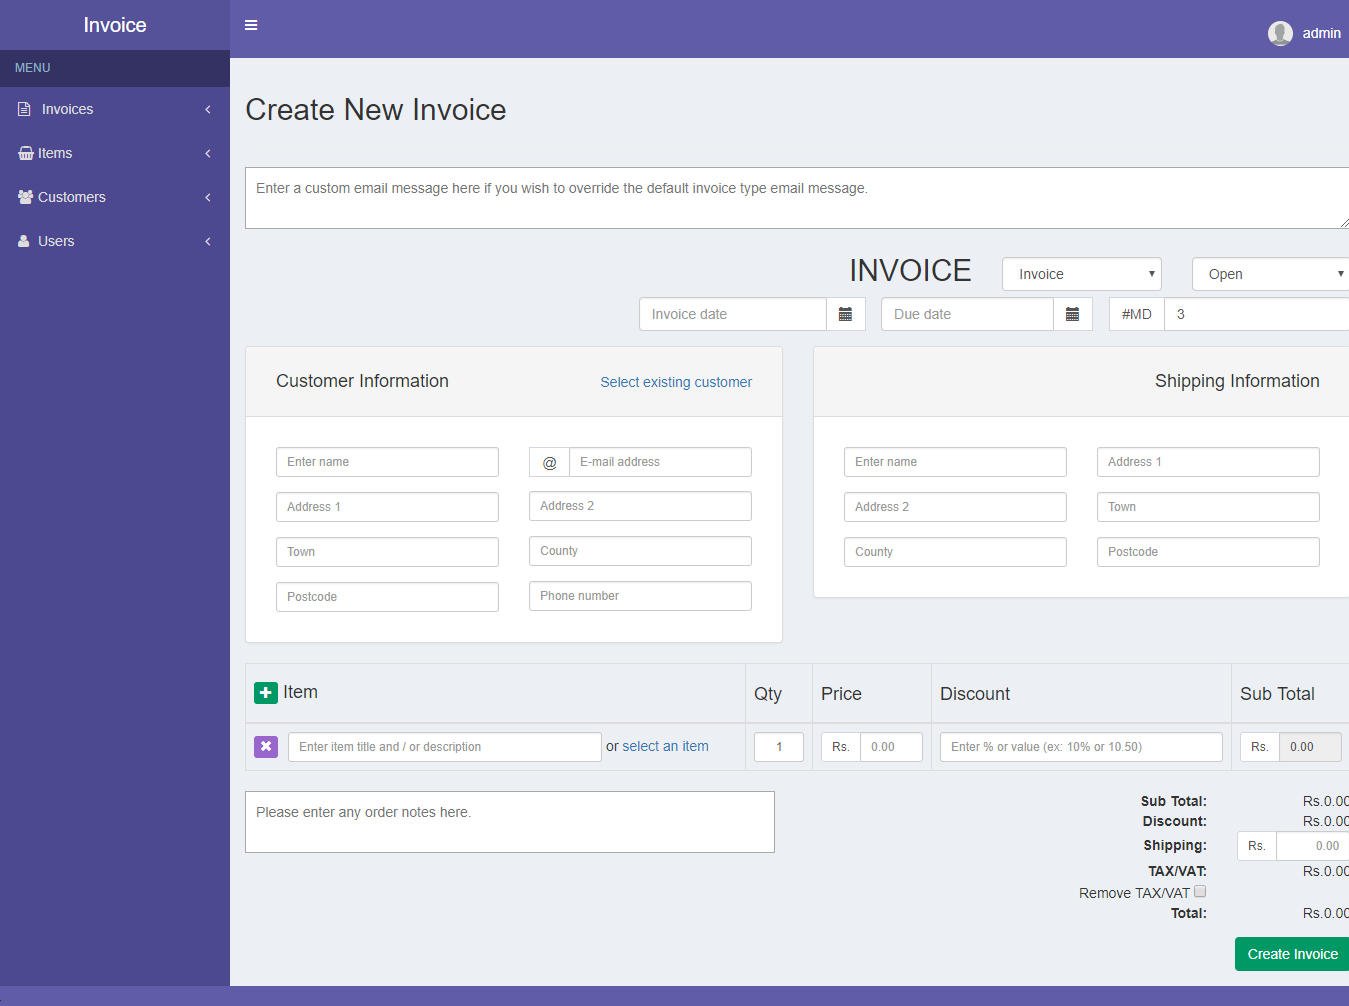 Invoice
admin
MENU
Invoices
Items
Customers
Users
Create New Invoice
Enter a custom email message here if you wish to override the default invoice type email message.
INVOICE Invoice Open
Invoice date Due date #MD 3
Customer Information Select existing customer
Enter name @ E-mail address
Address 1 Address 2
Town County
Postcode Phone number
Shipping Information
Enter name Address 1
Address 2 Town
County Postcode
Item Qty Price Discount Sub Total
Enter item title and / or description or select an item 1 Rs. 0.00 Enter % or value (ex: 10% or 10.50) Rs. 0.00
Please enter any order notes here.
Sub Total: Rs.0.00
Discount: Rs.0.00
Shipping: Rs. 0.00
TAX/VAT: Rs.0.00
Remove TAX/VAT
Total: Rs.0.00
Create Invoice